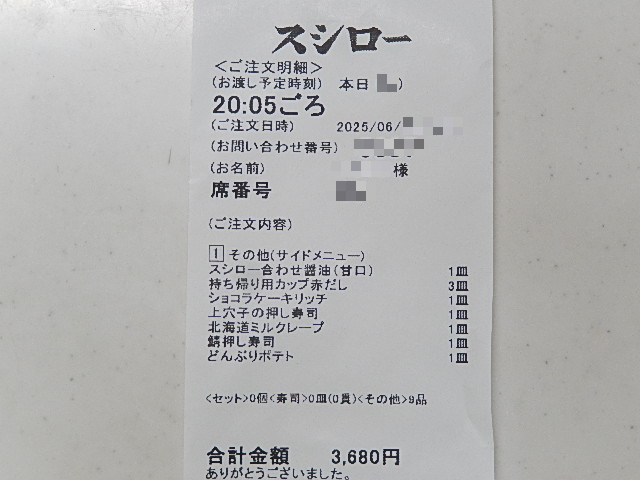 スシロー
<ご注文明細>
(お渡し予定時刻) 本日 )
20:05ごろ
(ご注文日時) 2025/06/
(お問い合わせ番号)
(お名前) 様
席番号
(ご注文内容)
1 その他(サイドメニュー)
スシロー合わせ醤油(甘口) 1皿
持ち帰り用カップ赤だし 3皿
ショコラケーキリッチ 1皿
上穴子の押し寿司 1皿
北海道ミルクレープ 1皿
鯖押し寿司 1皿
どんぶりポテト 1皿
<セット>0個<寿司>0皿(0貫)<その他>9品
合計金額 3,680円
ありがとうございました。